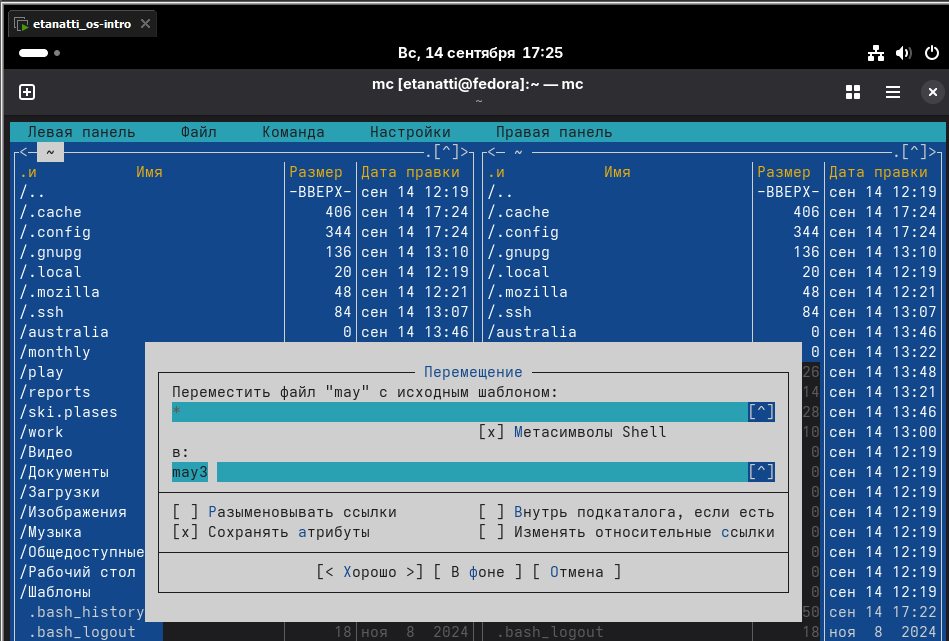 etanatti_os-intro
Вс, 14 сентября 17:25
mc [etanatti@fedora]:~ — mc
~
Левая панель Файл Команда Настройки Правая панель
<— ~ .[^]>
.и Имя Размер Дата правки
/.. -ВВЕРХ- сен 14 12:19
/.cache 406 сен 14 17:24
/.config 344 сен 14 17:24
/.gnupg 136 сен 14 13:10
/.local 20 сен 14 12:19
/.mozilla 48 сен 14 12:21
/.ssh 84 сен 14 13:07
/australia 0 сен 14 13:46
/monthly
/play
/reports
/ski.plases
/work
/Видео
/Документы
/Загрузки
/Изображения
/Музыка
/Общедоступные
/Рабочий стол
/Шаблоны
.bash_history
.bash_logout 18 ноя 8 2024
<— ~ .[^]>
.и Имя Размер Дата правки
/.. -ВВЕРХ- сен 14 12:19
/.cache 406 сен 14 17:24
/.config 344 сен 14 17:24
/.gnupg 136 сен 14 13:10
/.local 20 сен 14 12:19
/.mozilla 48 сен 14 12:21
/.ssh 84 сен 14 13:07
/australia 0 сен 14 13:46
0 сен 14 13:22
26 сен 14 13:48
14 сен 14 13:21
28 сен 14 13:46
10 сен 14 13:00
0 сен 14 12:19
0 сен 14 12:19
0 сен 14 12:19
0 сен 14 12:19
0 сен 14 12:19
0 сен 14 12:19
0 сен 14 12:19
0 сен 14 12:19
50 сен 14 17:22
.bash_logout 18 ноя 8 2024
Перемещение
Переместить файл "may" с исходным шаблоном:
* [^]
[x] Метасимволы Shell
в:
may3 [^]
[ ] Разыменовывать ссылки [ ] Внутрь подкаталога, если есть
[x] Сохранять атрибуты [ ] Изменять относительные ссылки
[< Хорошо >] [ В фоне ] [ Отмена ]